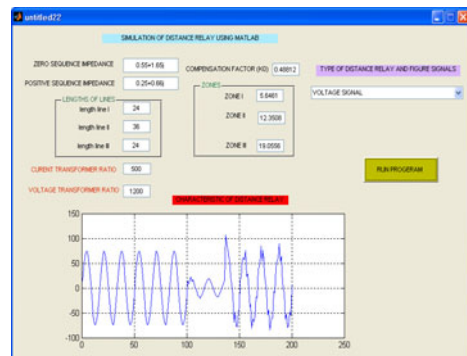 untitled22
SIMULATION OF DISTANCE RELAY USING MATLAB
ZERO SEQUENCE IMPEDANCE
0.55+1.65i
COMPENSATION FACTOR (KO)
0.48812
TYPE OF DISTANCE RELAY AND FIGURE SIGNALS
POSITIVE SEQUENCE IMPEDANCE
0.25+0.66i
VOLTAGE SIGNAL
LENGTHS OF LINES
length line I
24
length line II
36
length line III
24
ZONES
ZONE I
5.6461
ZONE II
12.3508
ZONE III
19.0556
CURENT TRANSFORMER RATIO
500
VOLTAGE TRANSFORMER RATIO
1200
RUN PROGERAM
CHARACTERISTIC OF DISTANCE RELAY
150
100
50
0
-50
-100
0
50
100
150
200
250